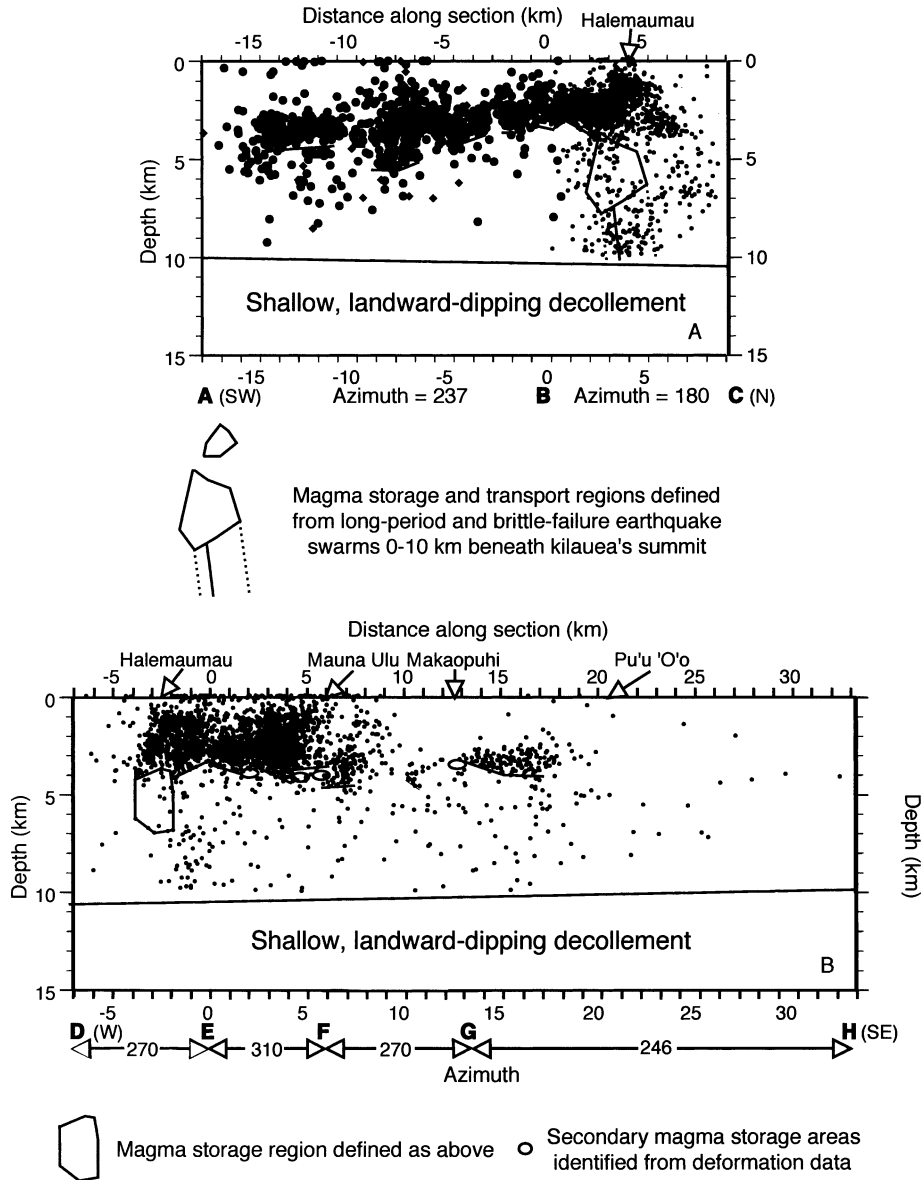 Distance along section (km)
Halemaumau
-15 -10 -5 0 5
0 0
5 5
10 10
15 15
Depth (km)
Depth (km)
Shallow, landward-dipping decollement
A
-15 -10 -5 0 5
A (SW) Azimuth = 237 B Azimuth = 180 C (N)
Magma storage and transport regions defined
from long-period and brittle-failure earthquake
swarms 0-10 km beneath kilauea's summit
Distance along section (km)
Halemaumau Mauna Ulu Makaopuhi Pu'u 'O'o
-5 0 5 10 15 20 25 30
0
5
10
15
Depth (km)
Depth (km)
Shallow, landward-dipping decollement
B
-5 0 5 10 15 20 25 30
D (W) E F G H (SE)
270 310 270 246
Azimuth
Magma storage region defined as above
Secondary magma storage areas
identified from deformation data